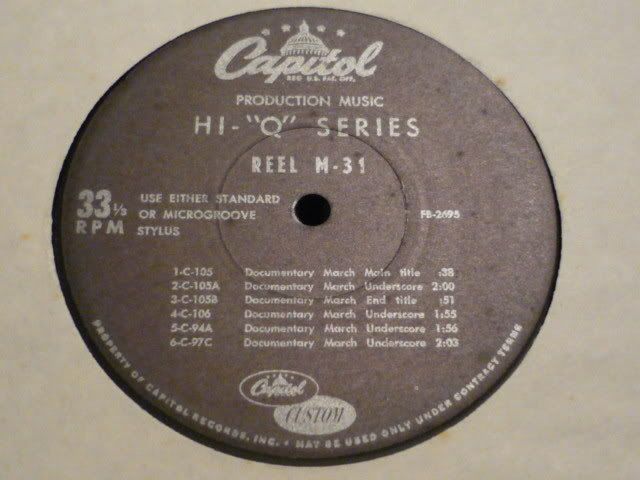 Capitol
REG. U.S. PAT. OFF.
PRODUCTION MUSIC
HI-"Q" SERIES
REEL M-31
33 1/3 RPM
USE EITHER STANDARD
OR MICROGROOVE
STYLUS
FB-2695
1-C-105 Documentary March Main title :38
2-C-105A Documentary March Underscore 2:00
3-C-105B Documentary March End title :51
4-C-106 Documentary March Underscore 1:55
5-C-94A Documentary March Underscore 1:56
6-C-97C Documentary March Underscore 2:03
Capitol
CUSTOM
PROPERTY OF CAPITOL RECORDS, INC. • MAY BE USED ONLY UNDER CONTRACT TERMS